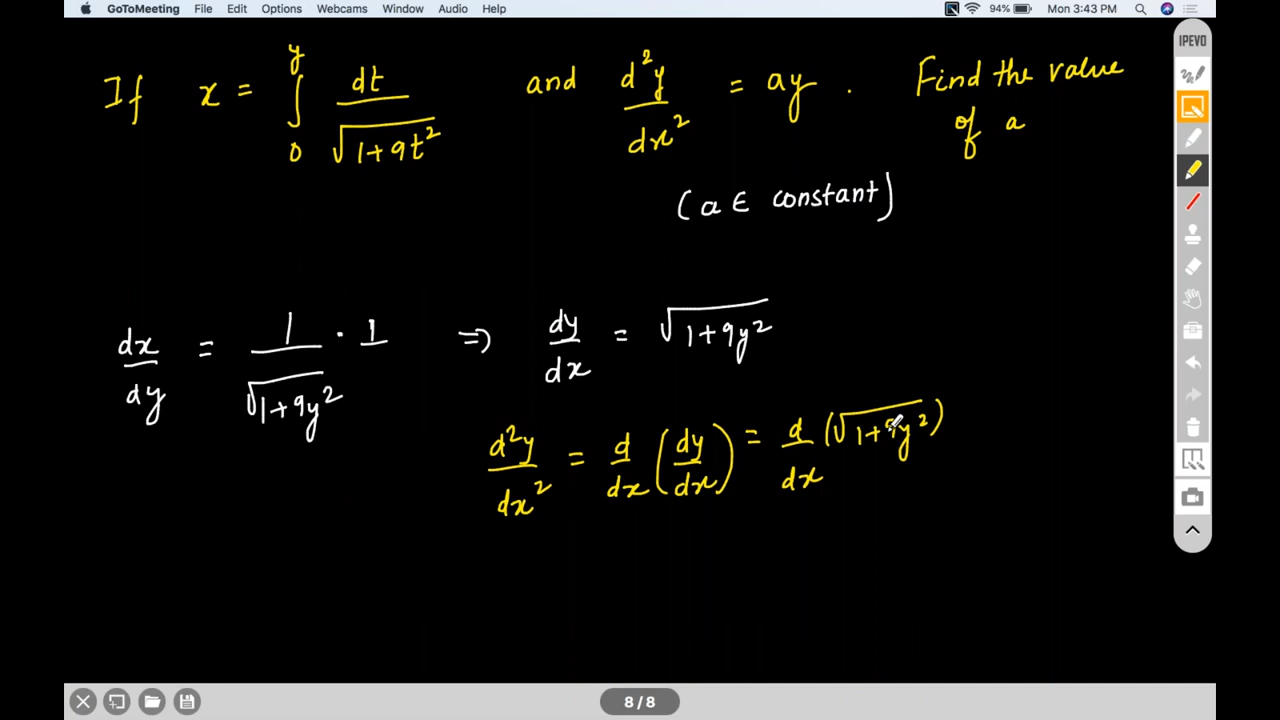 GoToMeeting File Edit Options Webcams Window Audio Help 94% Mon 3:43 PM
IPEVO
If x = ∫₀^y dt/√(1+9t²) and d²y/dx² = ay . Find the value
of a
(a ∈ constant)
dx/dy = 1/√(1+9y²) · 1 ⇒ dy/dx = √(1+9y²)
d²y/dx² = d/dx (dy/dx) = d/dx (√(1+9y²))
8 / 8